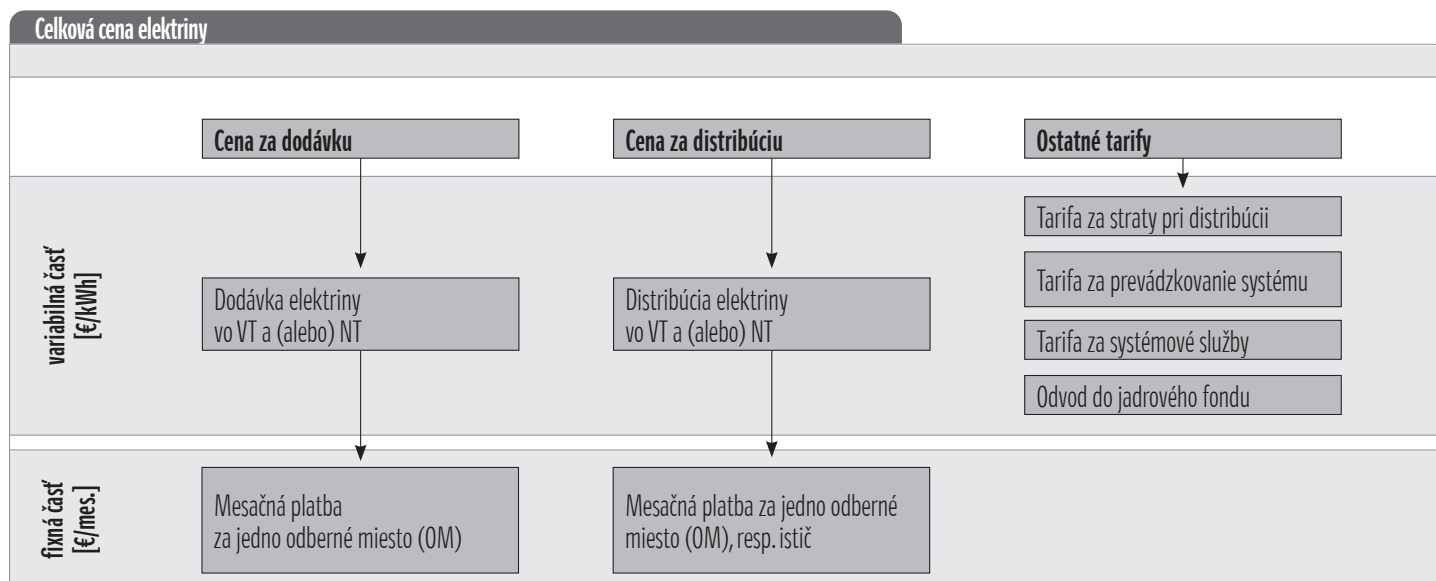 Celková cena elektriny
Cena za dodávku
Cena za distribúciu
Ostatné tarify
variabilná časť
[€/kWh]
Dodávka elektriny
vo VT a (alebo) NT
Distribúcia elektriny
vo VT a (alebo) NT
Tarifa za straty pri distribúcii
Tarifa za prevádzkovanie systému
Tarifa za systémové služby
Odvod do jadrového fondu
fixná časť
[€/mes.]
Mesačná platba
za jedno odberné miesto (OM)
Mesačná platba za jedno odberné
miesto (OM), resp. istič